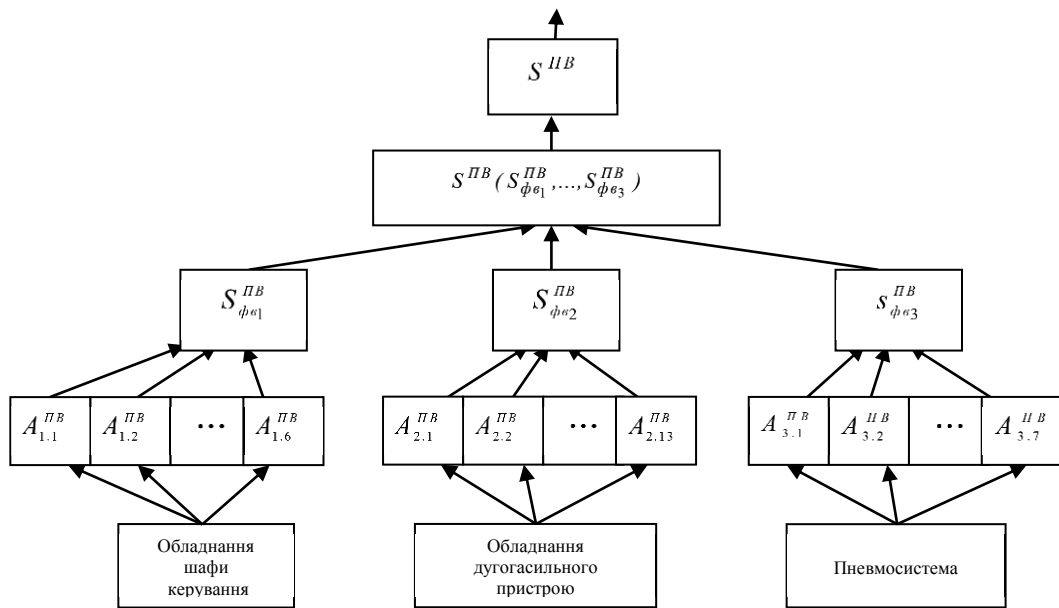 S^{ПВ}
S^{ПВ}(S^{ПВ}_{фв1},...,S^{ПВ}_{фв3})
S^{ПВ}_{фв1} S^{ПВ}_{фв2} s^{ПВ}_{фв3}
A^{ПВ}_{1.1} A^{ПВ}_{1.2} ... A^{ПВ}_{1.6} A^{ПВ}_{2.1} A^{ПВ}_{2.2} ... A^{ПВ}_{2.13} A^{ПВ}_{3.1} A^{ПВ}_{3.2} ... A^{ПВ}_{3.7}
Обладнання
шафи
керування
Обладнання
дугогасильного
пристрою
Пневмосистема